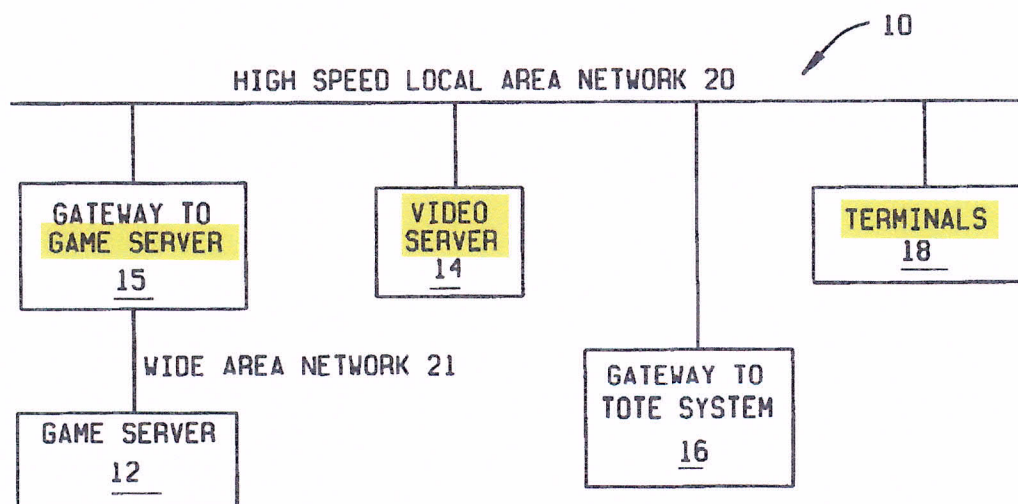 10
HIGH SPEED LOCAL AREA NETWORK 20
GATEWAY TO
GAME SERVER
15
VIDEO
SERVER
14
TERMINALS
18
WIDE AREA NETWORK 21
GAME SERVER
12
GATEWAY TO
TOTE SYSTEM
16